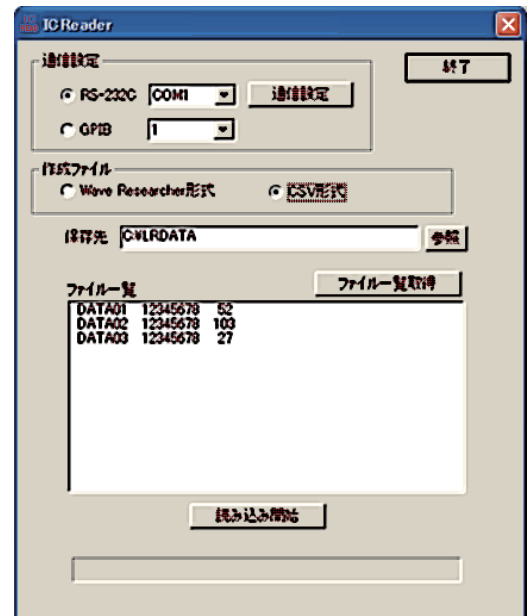 IC Reader
通信設定
終了
RS-232C COM1 通信設定
GPIB 1
作成ファイル
Wave Researcher形式 CSV形式
保存先 C:¥LRDATA 参照
ファイル一覧 ファイル一覧取得
DATA01 12345678 52
DATA02 12345678 103
DATA03 12345678 27
読み込み開始